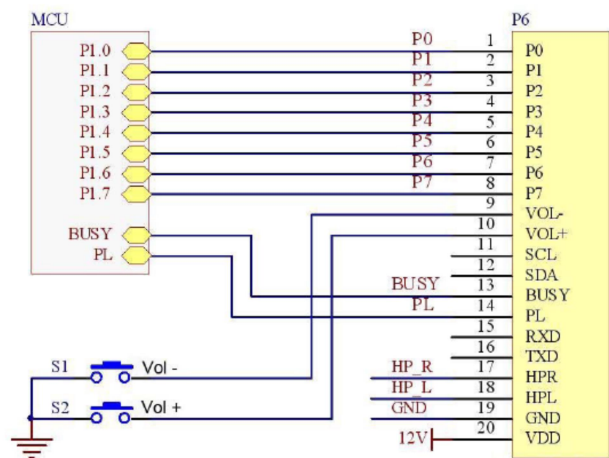 MCU P6
P1.0 P0 1 P0
P1.1 P1 2 P1
P1.2 P2 3 P2
P1.3 P3 4 P3
P1.4 P4 5 P4
P1.5 P5 6 P5
P1.6 P6 7 P6
P1.7 P7 8 P7
9 VOL-
BUSY 10 VOL+
PL 11 SCL
12 SDA
BUSY 13 BUSY
PL 14 PL
15 RXD
16 TXD
S1 Vol - HP_R 17 HPR
HP_L 18 HPL
S2 Vol + GND 19 GND
12V 20 VDD